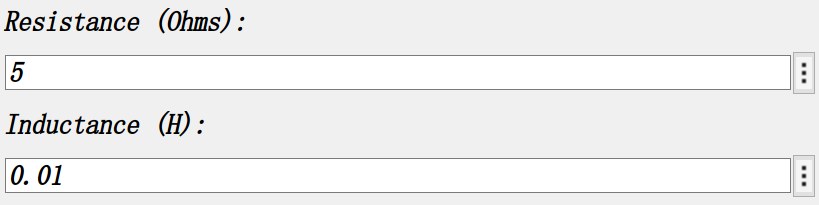 Resistance (Ohms):
5
Inductance (H):
0.01